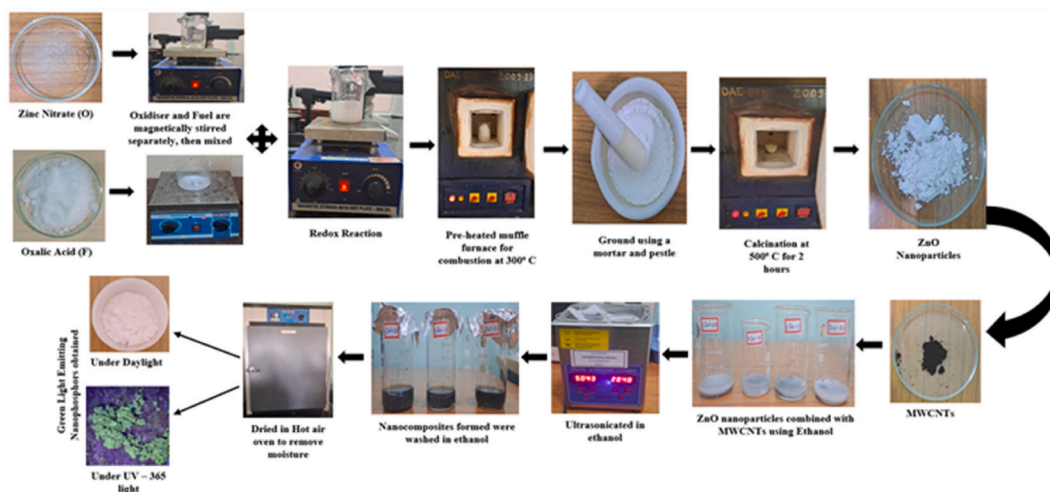 Zinc Nitrate (O)
Oxidiser and Fuel are
magnetically stirred
separately, then mixed
Oxalic Acid (F)
Redox Reaction
Pre-heated muffle
furnace for
combustion at 300° C
Ground using a
mortar and pestle
Calcination at
500° C for 2
hours
ZnO
Nanoparticles
MWCNTs
ZnO nanoparticles combined with
MWCNTs using Ethanol
Ultrasonicated in
ethanol
Nanocomposites formed were
washed in ethanol
Dried in Hot air
oven to remove
moisture
Green Light Emitting
Nanophosphors obtained
Under Daylight
Under UV – 365
light